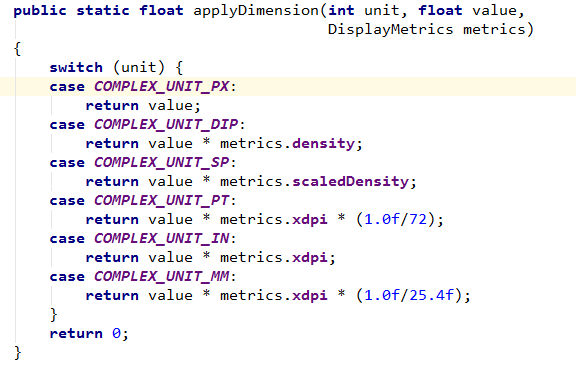 public static float applyDimension(int unit, float value,
                                   DisplayMetrics metrics)
{
    switch (unit) {
    case COMPLEX_UNIT_PX:
        return value;
    case COMPLEX_UNIT_DIP:
        return value * metrics.density;
    case COMPLEX_UNIT_SP:
        return value * metrics.scaledDensity;
    case COMPLEX_UNIT_PT:
        return value * metrics.xdpi * (1.0f/72);
    case COMPLEX_UNIT_IN:
        return value * metrics.xdpi;
    case COMPLEX_UNIT_MM:
        return value * metrics.xdpi * (1.0f/25.4f);
    }
    return 0;
}